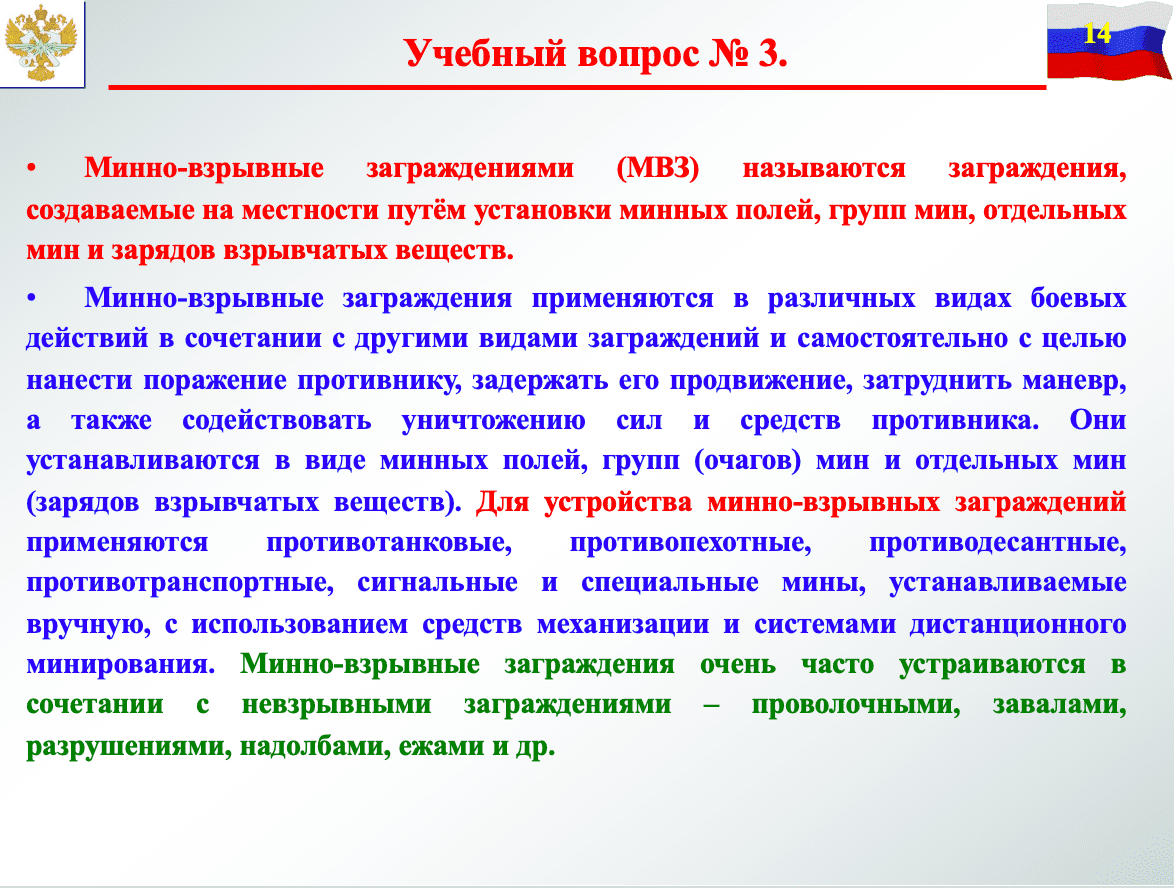 14
Учебный вопрос № 3.
• Минно-взрывные заграждениями (МВЗ) называются заграждения,
создаваемые на местности путём установки минных полей, групп мин, отдельных
мин и зарядов взрывчатых веществ.
• Минно-взрывные заграждения применяются в различных видах боевых
действий в сочетании с другими видами заграждений и самостоятельно с целью
нанести поражение противнику, задержать его продвижение, затруднить маневр,
а также содействовать уничтожению сил и средств противника. Они
устанавливаются в виде минных полей, групп (очагов) мин и отдельных мин
(зарядов взрывчатых веществ). Для устройства минно-взрывных заграждений
применяются противотанковые, противопехотные, противодесантные,
противотранспортные, сигнальные и специальные мины, устанавливаемые
вручную, с использованием средств механизации и системами дистанционного
минирования. Минно-взрывные заграждения очень часто устраиваются в
сочетании с невзрывными заграждениями – проволочными, завалами,
разрушениями, надолбами, ежами и др.